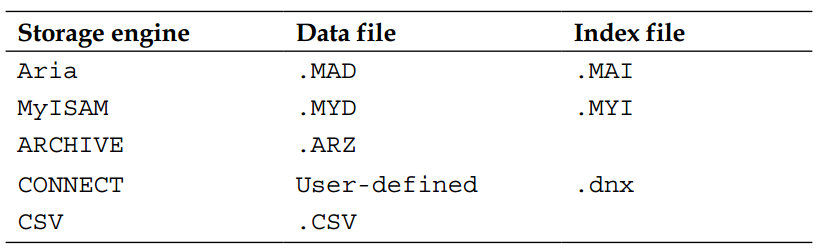 Storage engine Data file Index file
Aria .MAD .MAI
MyISAM .MYD .MYI
ARCHIVE .ARZ
CONNECT User-defined .dnx
CSV .CSV